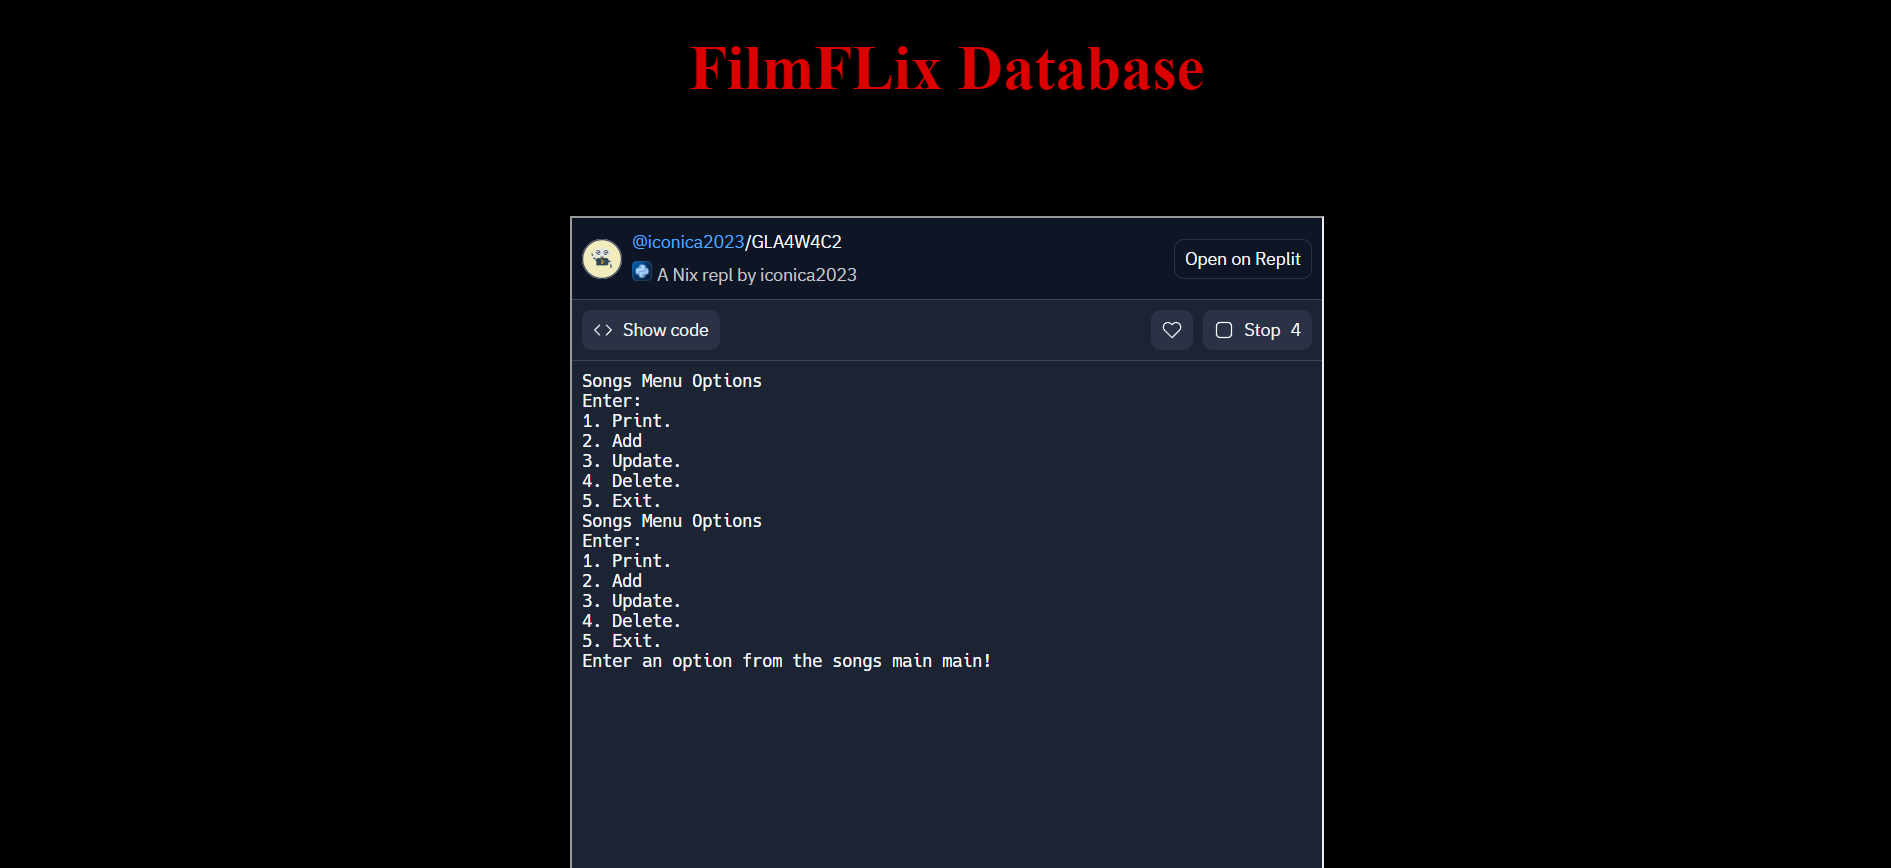 FilmFLix Database
@iconica2023/GLA4W4C2
A Nix repl by iconica2023
Open on Replit
Show code
Stop 4
Songs Menu Options
Enter:
1. Print.
2. Add
3. Update.
4. Delete.
5. Exit.
Songs Menu Options
Enter:
1. Print.
2. Add
3. Update.
4. Delete.
5. Exit.
Enter an option from the songs main main!